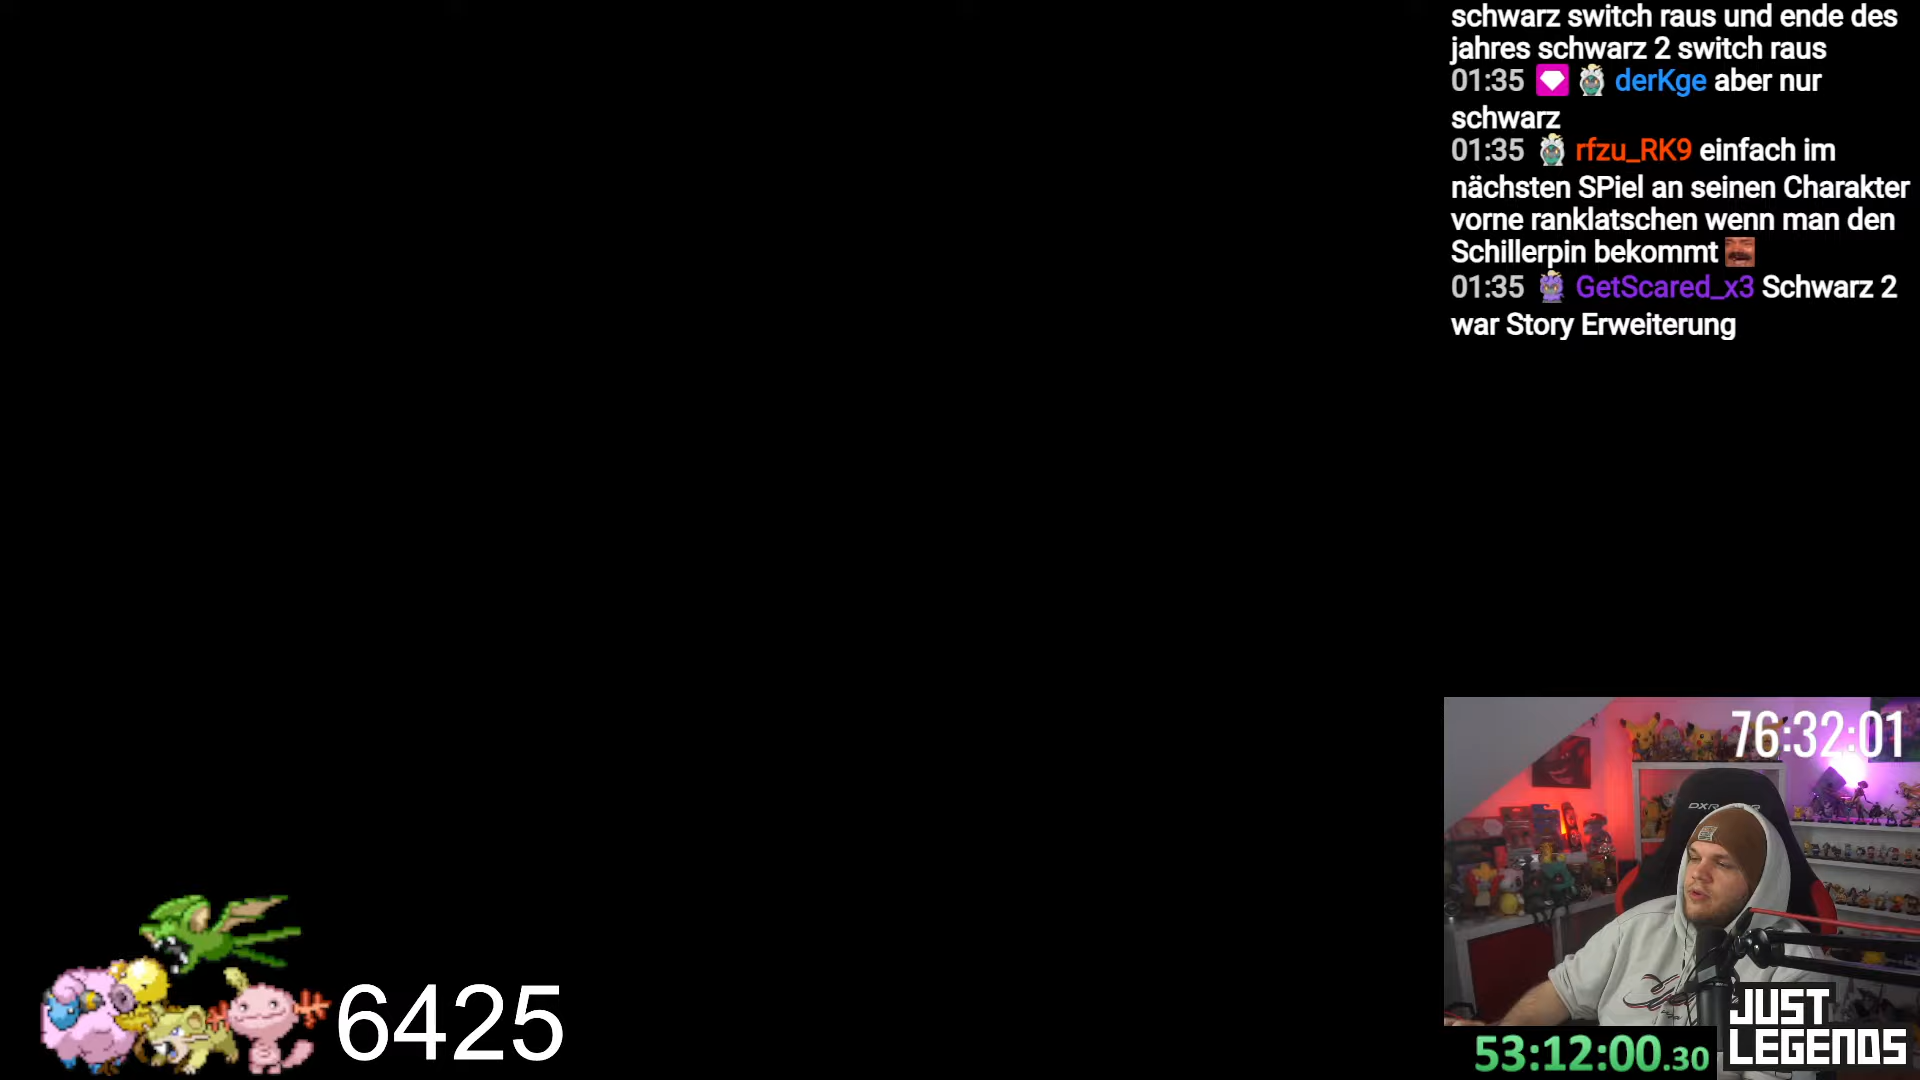 schwarz switch raus und ende des
jahres schwarz 2 switch raus
01:35 derKge aber nur
schwarz
01:35 rfzu_RK9 einfach im
nächsten SPiel an seinen Charakter
vorne ranklatschen wenn man den
Schillerpin bekommt
01:35 GetScared_x3 Schwarz 2
war Story Erweiterung
76:32:01
6425
53:12:00.30
JUST
LEGENDS